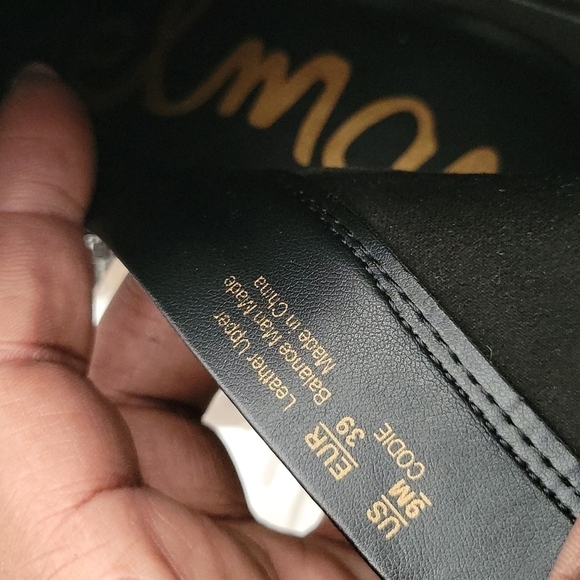 Leather Upper
Balance Man Made
Made in China
EUR
39
US
9M
CODIE